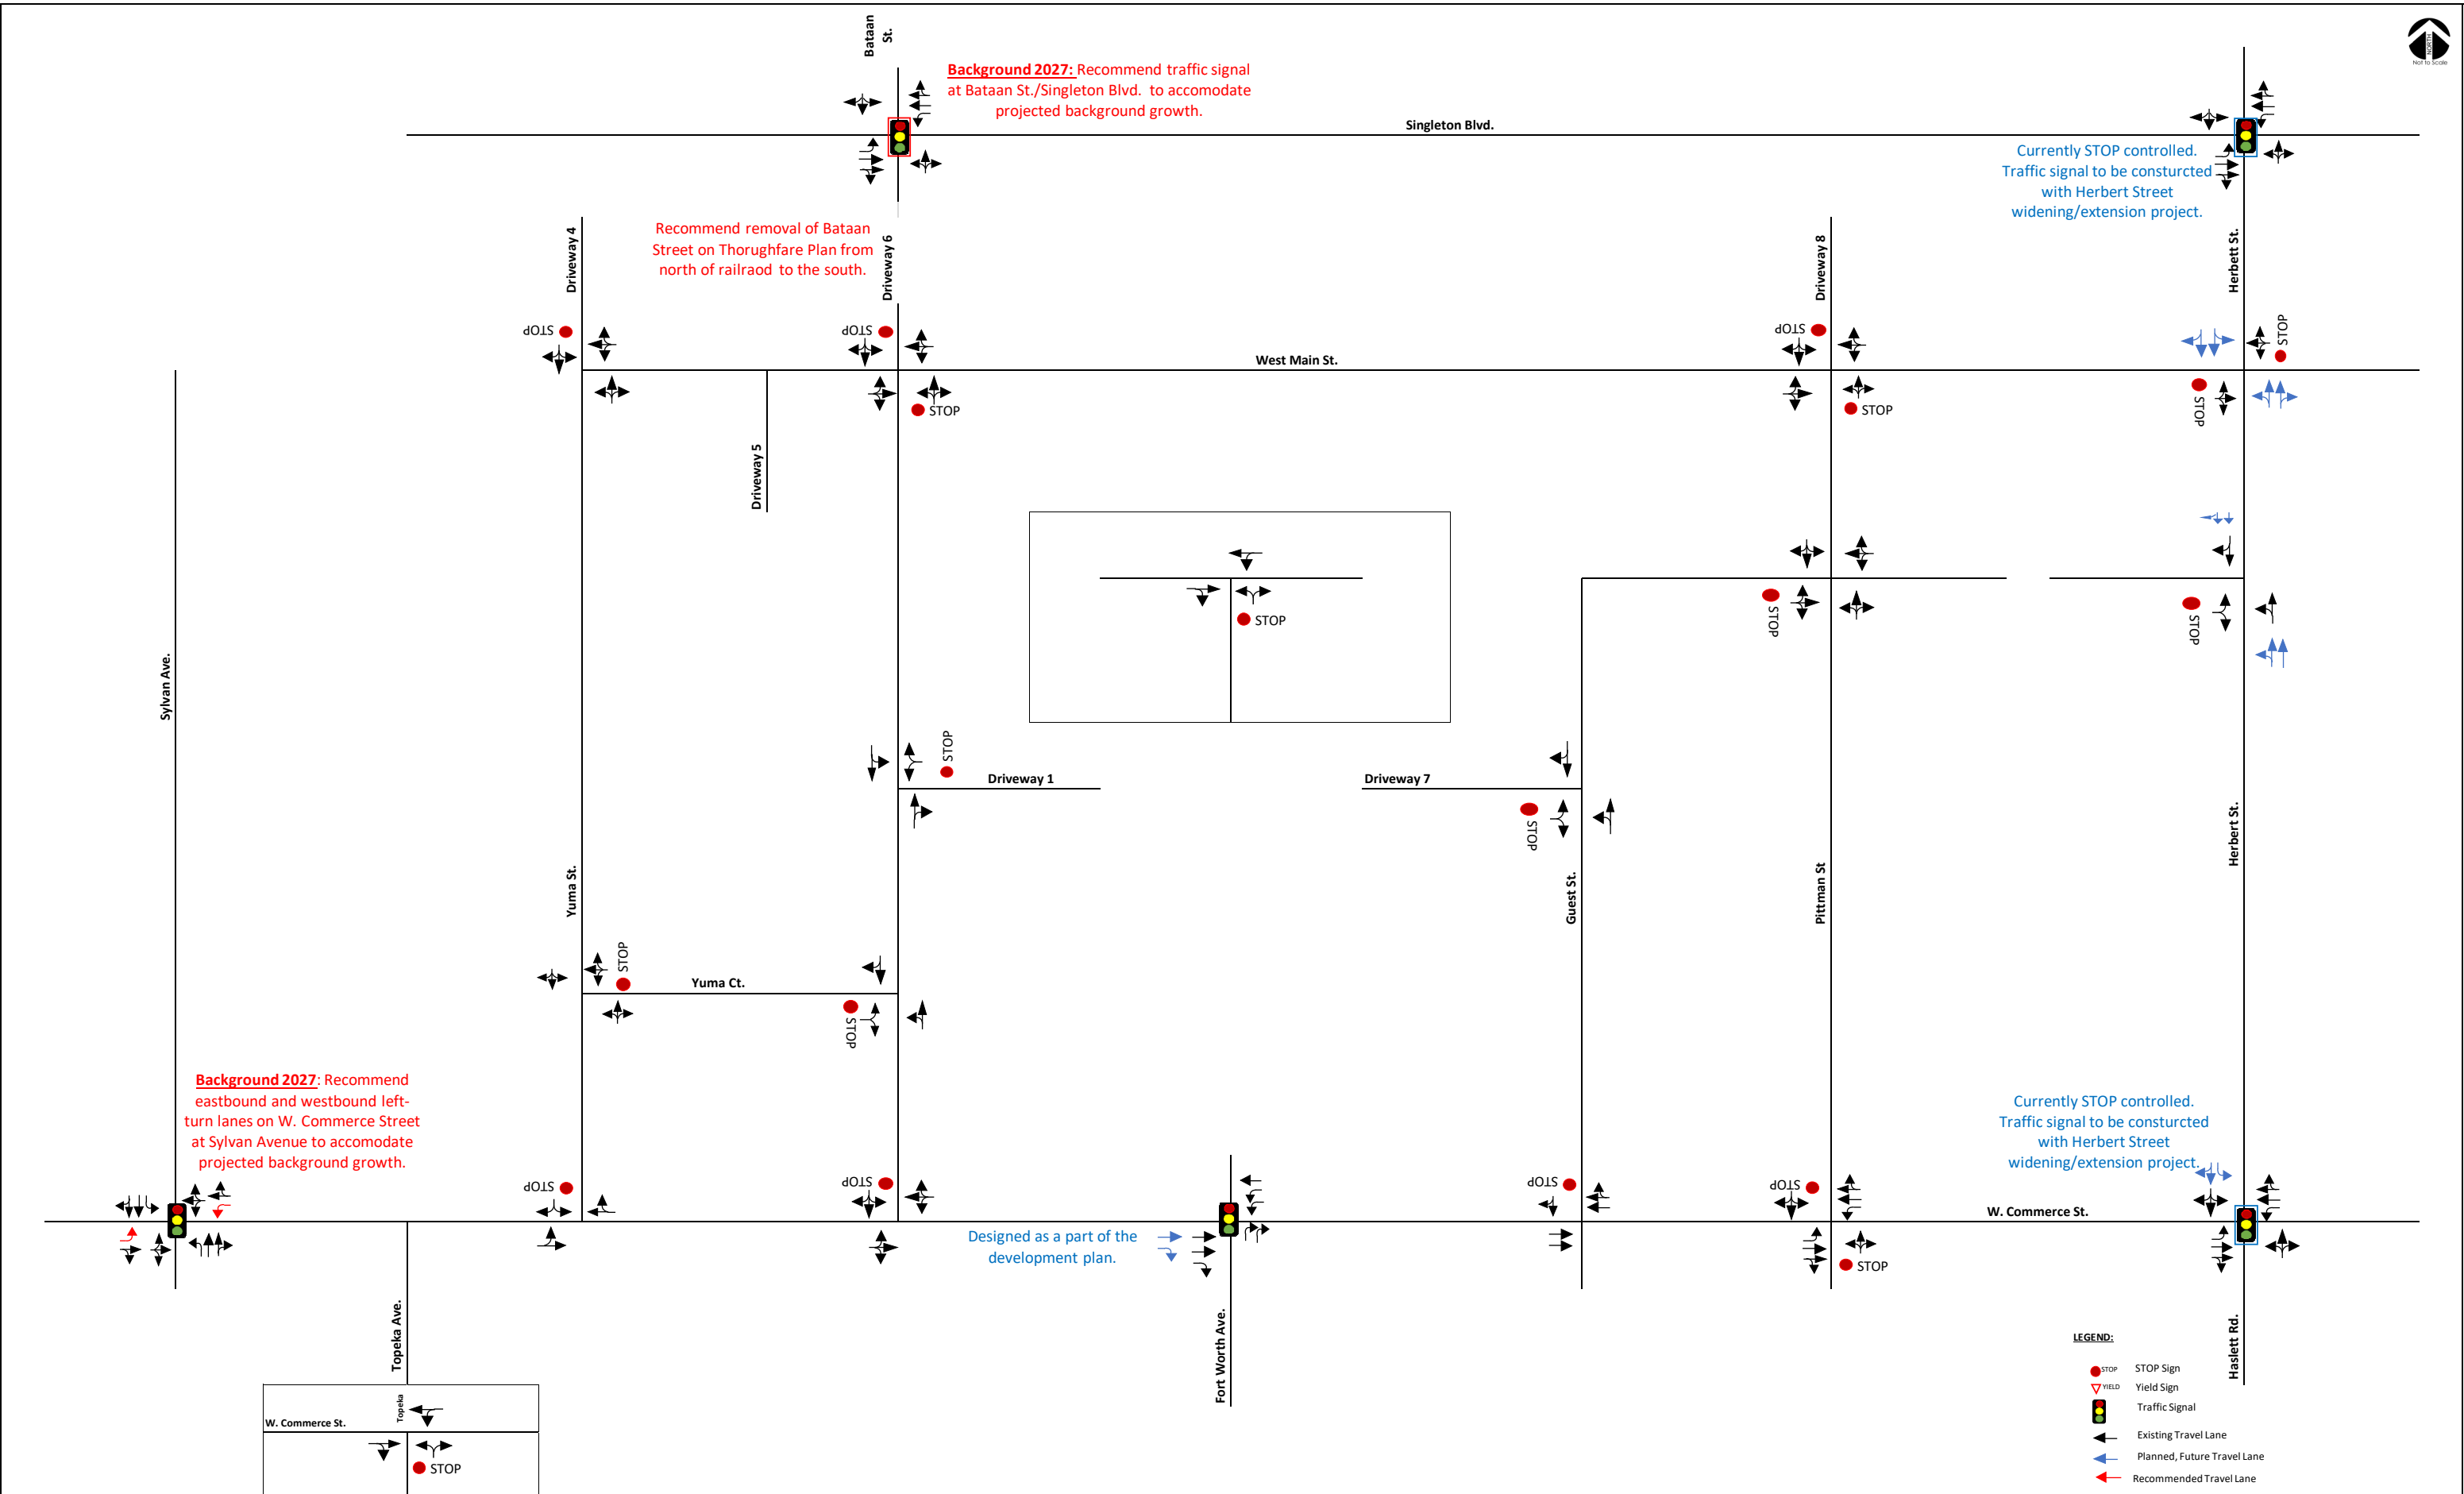 Bataan
St.
NORTH
Not to Scale
Background 2027: Recommend traffic signal
at Bataan St./Singleton Blvd. to accomodate
projected background growth.
Singleton Blvd.
Currently STOP controlled.
Traffic signal to be consturcted
with Herbert Street
widening/extension project.
Recommend removal of Bataan
Street on Thorughfare Plan from
north of railraod to the south.
Driveway 4
Driveway 6
Driveway 8
Herbett St.
STOP
STOP
STOP
STOP
West Main St.
STOP
STOP
STOP
Driveway 5
STOP
STOP
STOP
Sylvan Ave.
STOP
Driveway 1
Driveway 7
STOP
Herbert St.
Yuma St.
Guest St.
Pittman St
STOP
Yuma Ct.
STOP
Background 2027: Recommend
eastbound and westbound left-
turn lanes on W. Commerce Street
at Sylvan Avenue to accomodate
projected background growth.
Currently STOP controlled.
Traffic signal to be consturcted
with Herbert Street
widening/extension project.
STOP
STOP
STOP
STOP
W. Commerce St.
Designed as a part of the
development plan.
STOP
Topeka Ave.
Fort Worth Ave.
Haslett Rd.
Topeka
W. Commerce St.
STOP
LEGEND:
STOP STOP Sign
YIELD Yield Sign
Traffic Signal
Existing Travel Lane
Planned, Future Travel Lane
Recommended Travel Lane